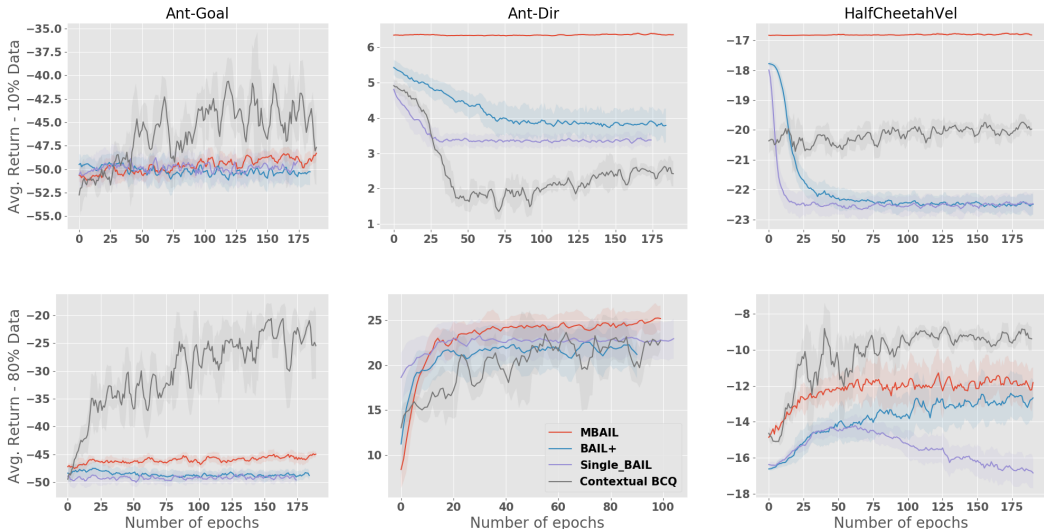 Ant-Goal
Ant-Dir
HalfCheetahVel
Avg. Return - 10% Data
−35.0
−37.5
−40.0
−42.5
−45.0
−47.5
−50.0
−52.5
−55.0
0 25 50 75 100 125 150 175
6
5
4
3
2
1
0 25 50 75 100 125 150 175
−17
−18
−19
−20
−21
−22
−23
0 25 50 75 100 125 150 175
Avg. Return - 80% Data
−20
−25
−30
−35
−40
−45
−50
0 25 50 75 100 125 150 175
Number of epochs
25
20
15
10
0 20 40 60 80 100
Number of epochs
MBAIL
BAIL+
Single_BAIL
Contextual BCQ
−8
−10
−12
−14
−16
−18
0 25 50 75 100 125 150 175
Number of epochs